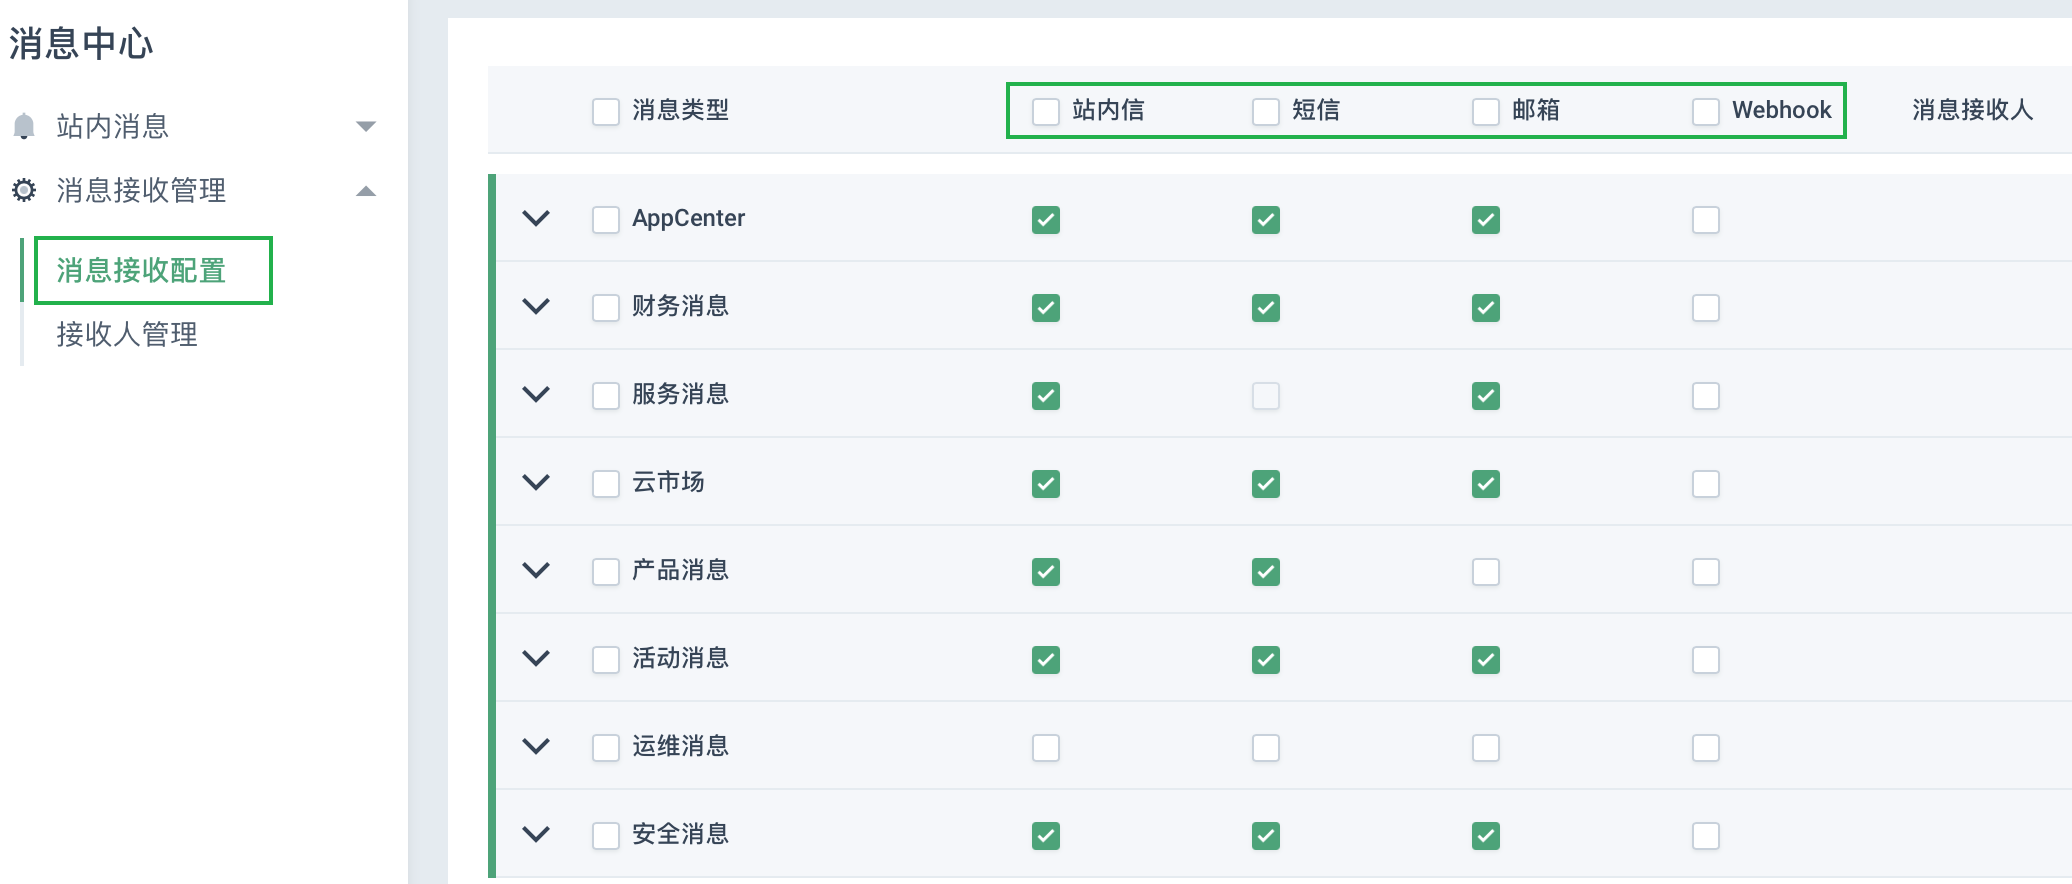 消息中心
站内消息
消息接收管理
消息接收配置
接收人管理
消息类型 站内信 短信 邮箱 Webhook 消息接收人
AppCenter
财务消息
服务消息
云市场
产品消息
活动消息
运维消息
安全消息